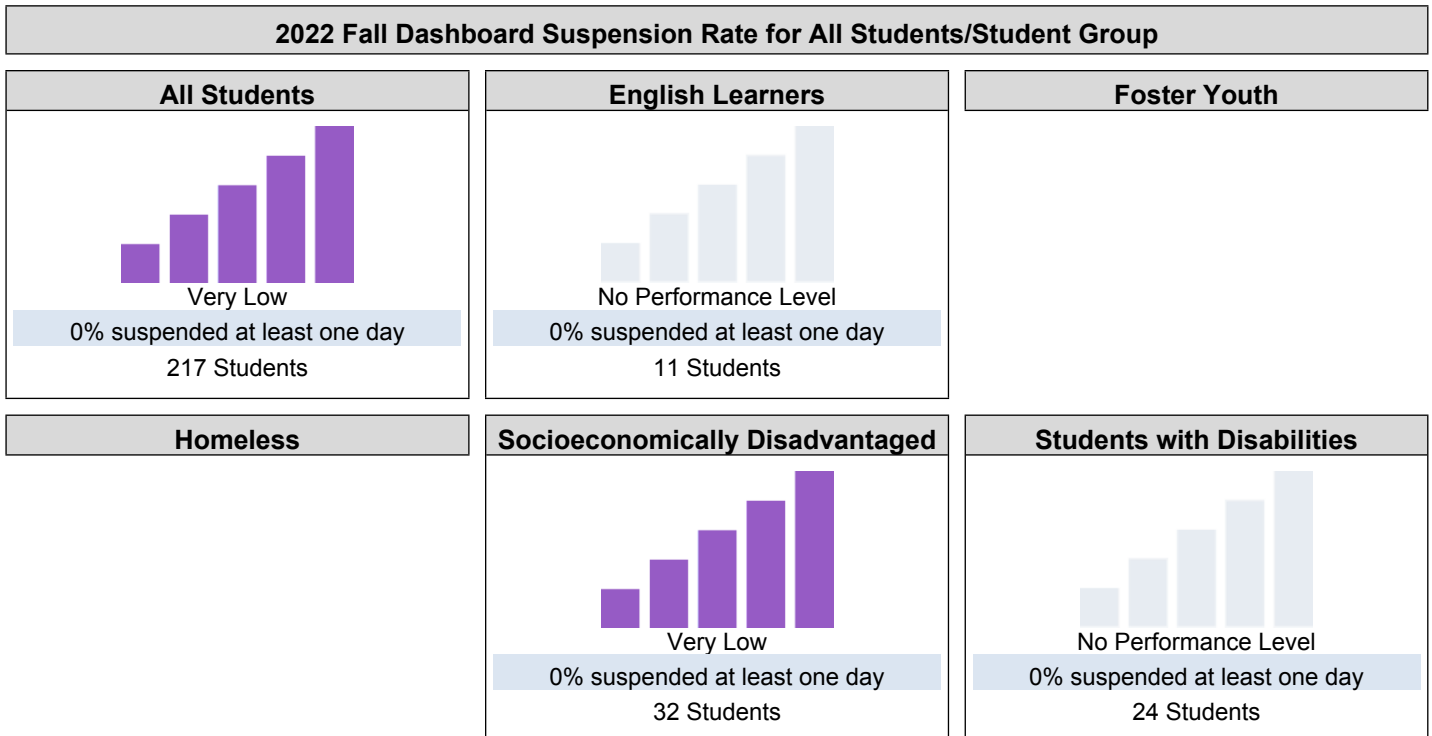 2022 Fall Dashboard Suspension Rate for All Students/Student Group
All Students
Very Low
0% suspended at least one day
217 Students
English Learners
No Performance Level
0% suspended at least one day
11 Students
Foster Youth
Homeless
Socioeconomically Disadvantaged
Very Low
0% suspended at least one day
32 Students
Students with Disabilities
No Performance Level
0% suspended at least one day
24 Students